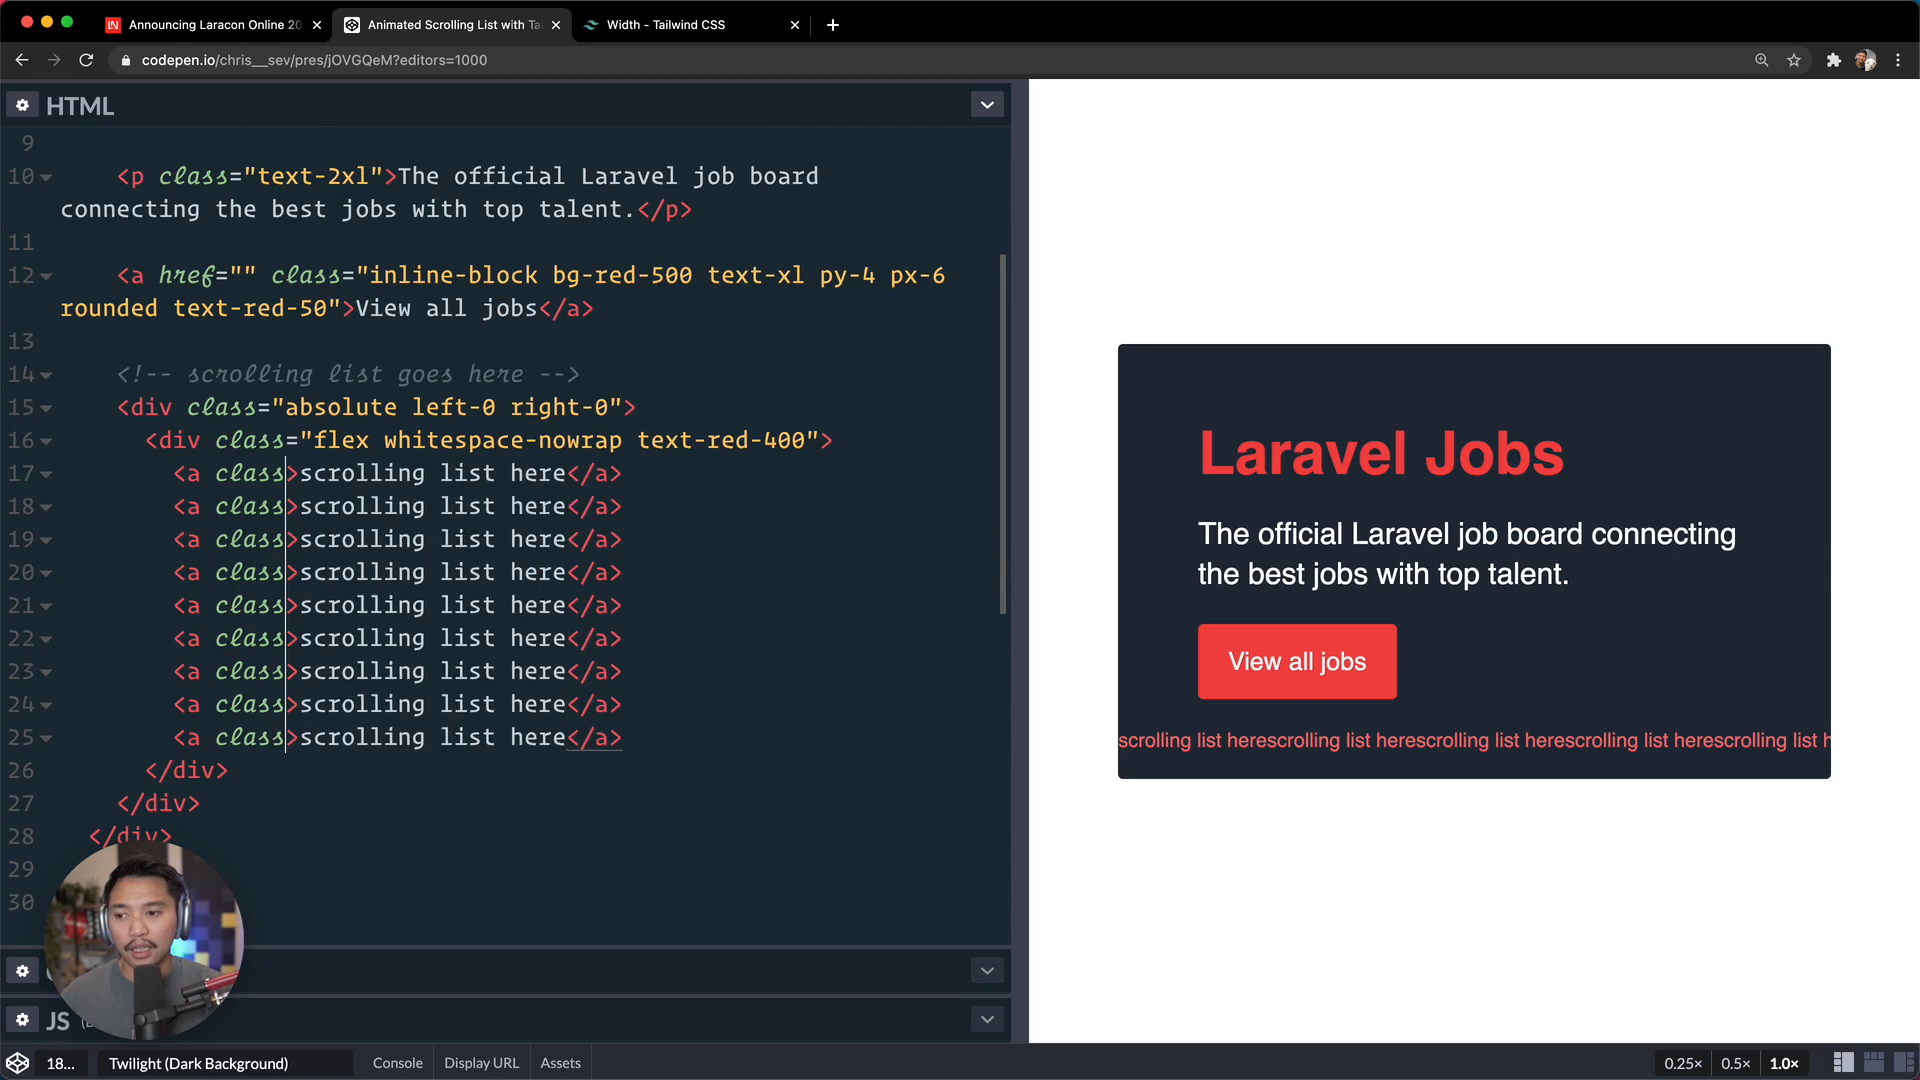 Announcing Laracon Online 20
Animated Scrolling List with Ta
Width - Tailwind CSS
codepen.io/chris__sev/pres/jOVGQeM?editors=1000
HTML
9
10 <p class="text-2xl">The official Laravel job board
connecting the best jobs with top talent.</p>
11
12 <a href="" class="inline-block bg-red-500 text-xl py-4 px-6
rounded text-red-50">View all jobs</a>
13
14 <!-- scrolling list goes here -->
15 <div class="absolute left-0 right-0">
16 <div class="flex whitespace-nowrap text-red-400">
17 <a class>scrolling list here</a>
18 <a class>scrolling list here</a>
19 <a class>scrolling list here</a>
20 <a class>scrolling list here</a>
21 <a class>scrolling list here</a>
22 <a class>scrolling list here</a>
23 <a class>scrolling list here</a>
24 <a class>scrolling list here</a>
25 <a class>scrolling list here</a>
26 </div>
27 </div>
28 </div>
29
30
JS
18...
Twilight (Dark Background)
Console
Display URL
Assets
0.25×
0.5×
1.0×
Laravel Jobs
The official Laravel job board connecting
the best jobs with top talent.
View all jobs
scrolling list herescrolling list herescrolling list herescrolling list herescrolling list h